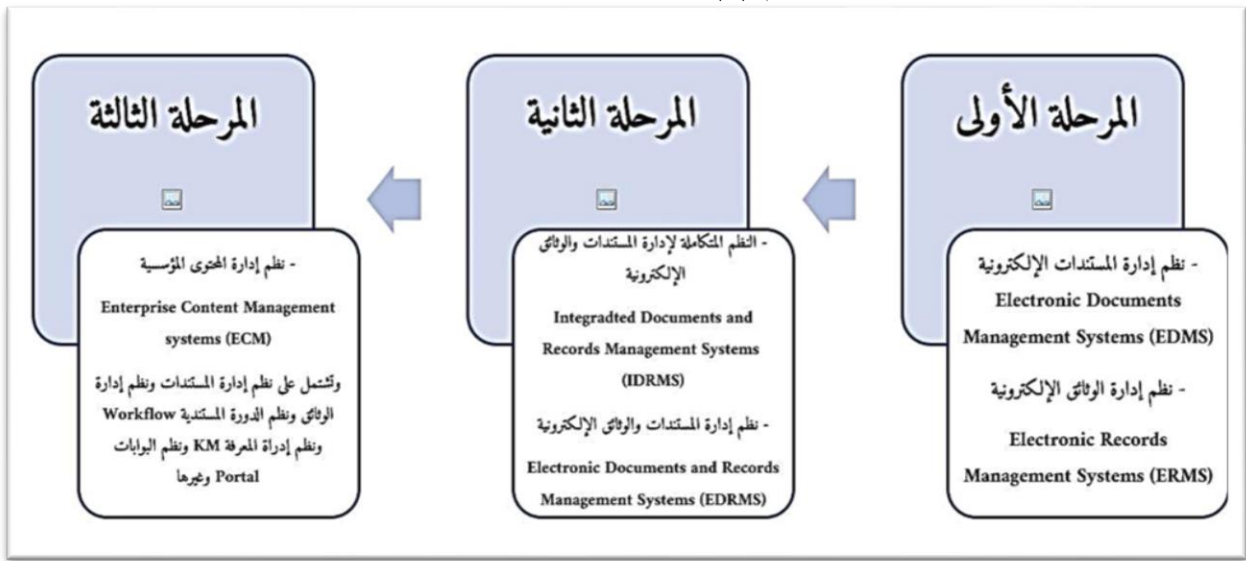 المرحلة الأولى
- نظم إدارة المستندات الإلكترونية
Electronic Documents
Management Systems (EDMS)
- نظم إدارة الوثائق الإلكترونية
Electronic Records
Management Systems (ERMS)
المرحلة الثانية
- النظم المتكاملة لإدارة المستندات والوثائق
الإلكترونية
Integradted Documents and
Records Management Systems
(IDRMS)
- نظم إدارة المستندات والوثائق الإلكترونية
Electronic Documents and Records
Management Systems (EDRMS)
المرحلة الثالثة
- نظم إدارة المحتوى المؤسسية
Enterprise Content Management
systems (ECM)
وتشتمل على نظم إدارة المستندات ونظم إدارة
الوثائق ونظم الدورة المستندية Workflow
ونظم إدراة المعرفة KM ونظم البوابات
Portal وغيرها